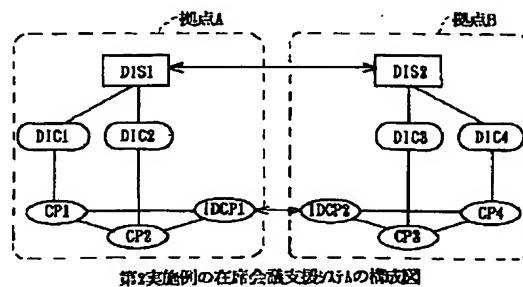 拠点A
拠点B
DIS1
DIS2
DIC1
DIC2
DIC3
DIC4
CP1
IDCP1
IDCP2
CP4
CP2
CP3
第2実施例の在席会議支援システムの構成図